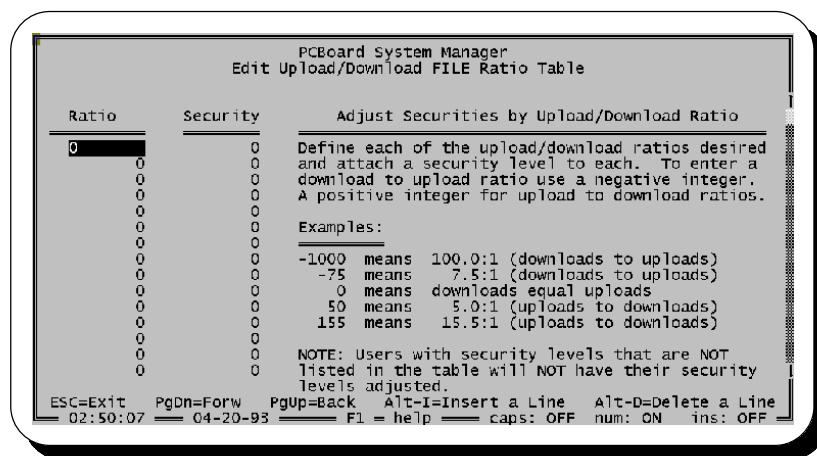 PCBoard System Manager
Edit Upload/Download FILE Ratio Table
Ratio Security Adjust Securities by Upload/Download Ratio
0 0 Define each of the upload/download ratios desired
0 0 and attach a security level to each. To enter a
0 0 download to upload ratio use a negative integer.
0 0 A positive integer for upload to download ratios.
0 0
0 0 Examples:
0 0
0 0 -1000 means 100.0:1 (downloads to uploads)
0 0 -75 means 7.5:1 (downloads to uploads)
0 0 0 means downloads equal uploads
0 0 50 means 5.0:1 (uploads to downloads)
0 0 155 means 15.5:1 (uploads to downloads)
0 0
0 0 NOTE: Users with security levels that are NOT
0 0 listed in the table will NOT have their security
levels adjusted.
ESC=Exit PgDn=Forw PgUp=Back Alt-I=Insert a Line Alt-D=Delete a Line
02:50:07 04-20-93 F1 = help caps: OFF num: ON ins: OFF